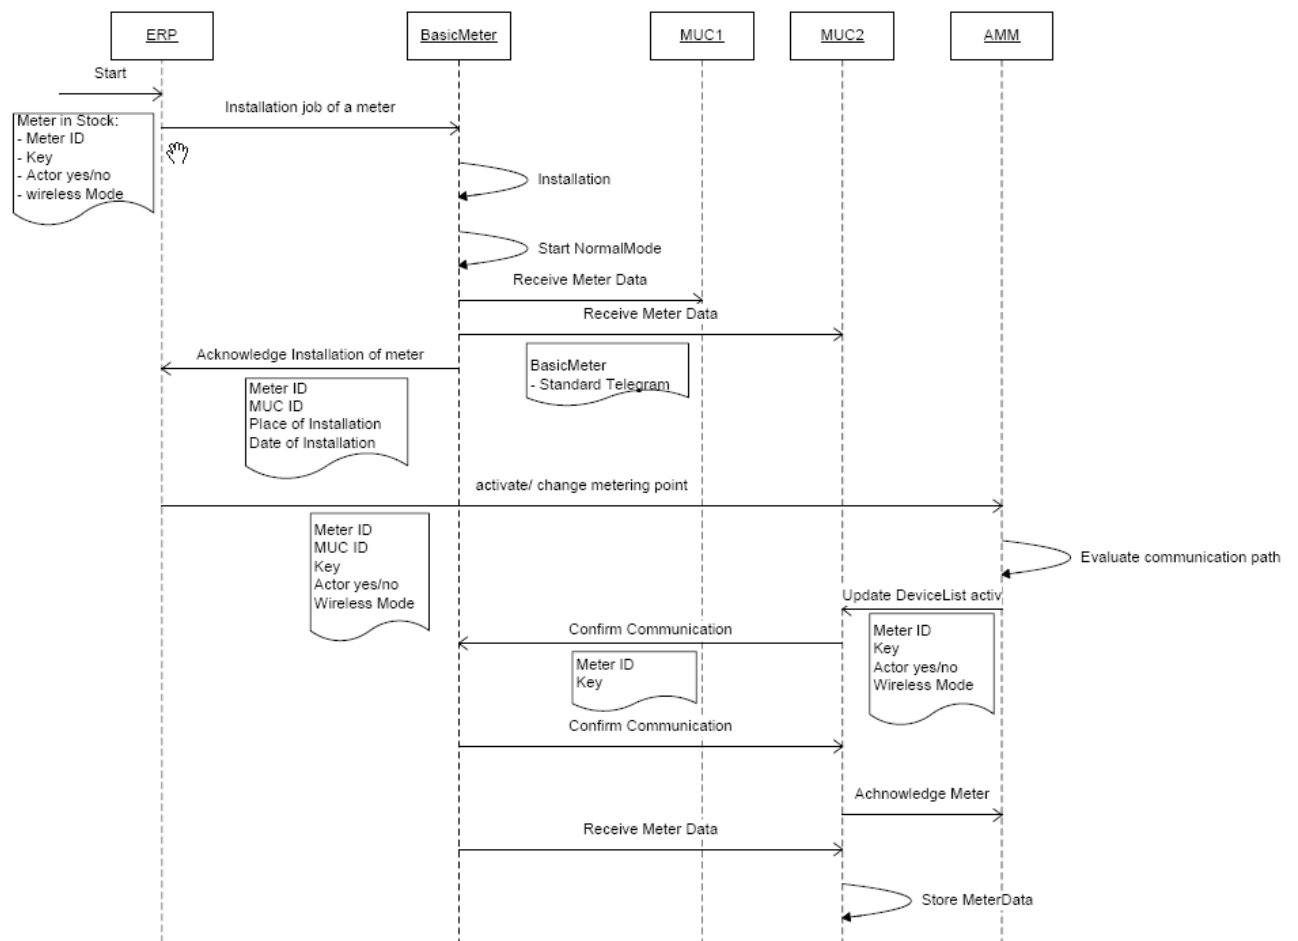 ERP
BasicMeter
MUC1
MUC2
AMM
Start
Installation job of a meter
Meter in Stock:
- Meter ID
- Key
- Actor yes/no
- wireless Mode
Installation
Start NormalMode
Receive Meter Data
Receive Meter Data
Acknowledge Installation of meter
BasicMeter
- Standard Telegram
Meter ID
MUC ID
Place of Installation
Date of Installation
activate/ change metering point
Meter ID
MUC ID
Key
Actor yes/no
Wireless Mode
Evaluate communication path
Update DeviceList activ
Meter ID
Key
Actor yes/no
Wireless Mode
Confirm Communication
Meter ID
Key
Confirm Communication
Achnowledge Meter
Receive Meter Data
Store MeterData